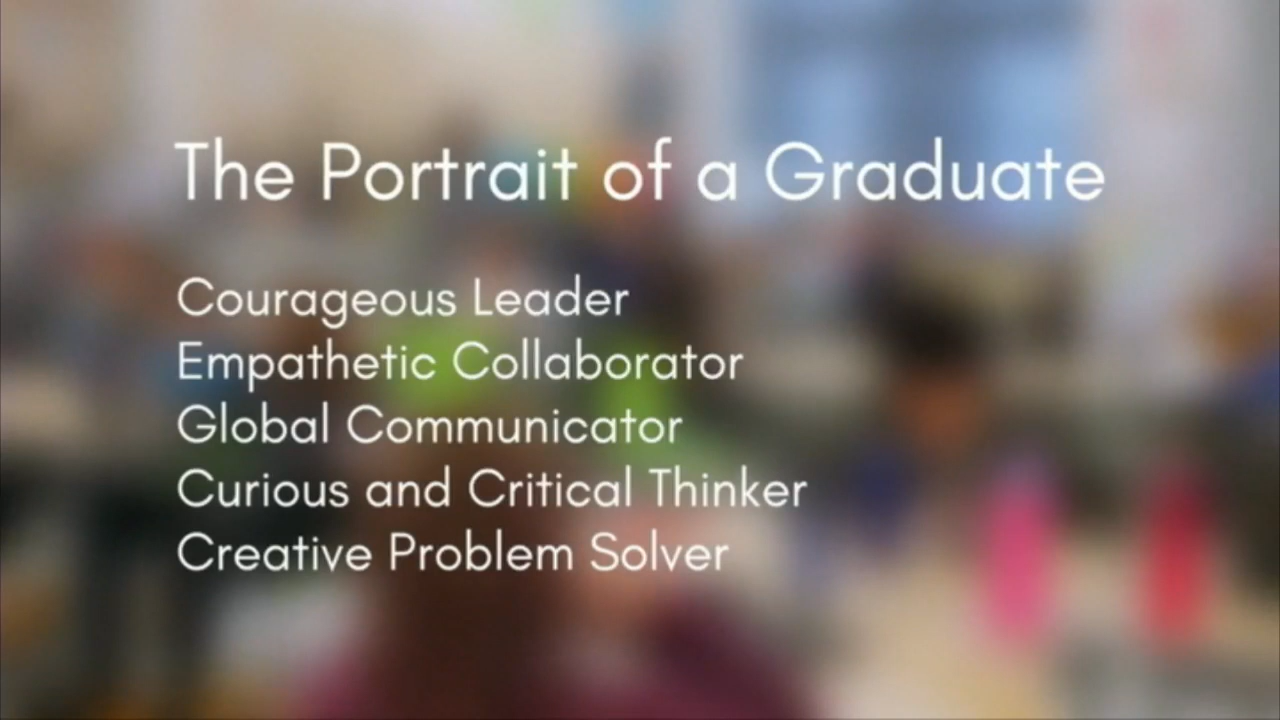 The Portrait of a Graduate
Courageous Leader
Empathetic Collaborator
Global Communicator
Curious and Critical Thinker
Creative Problem Solver